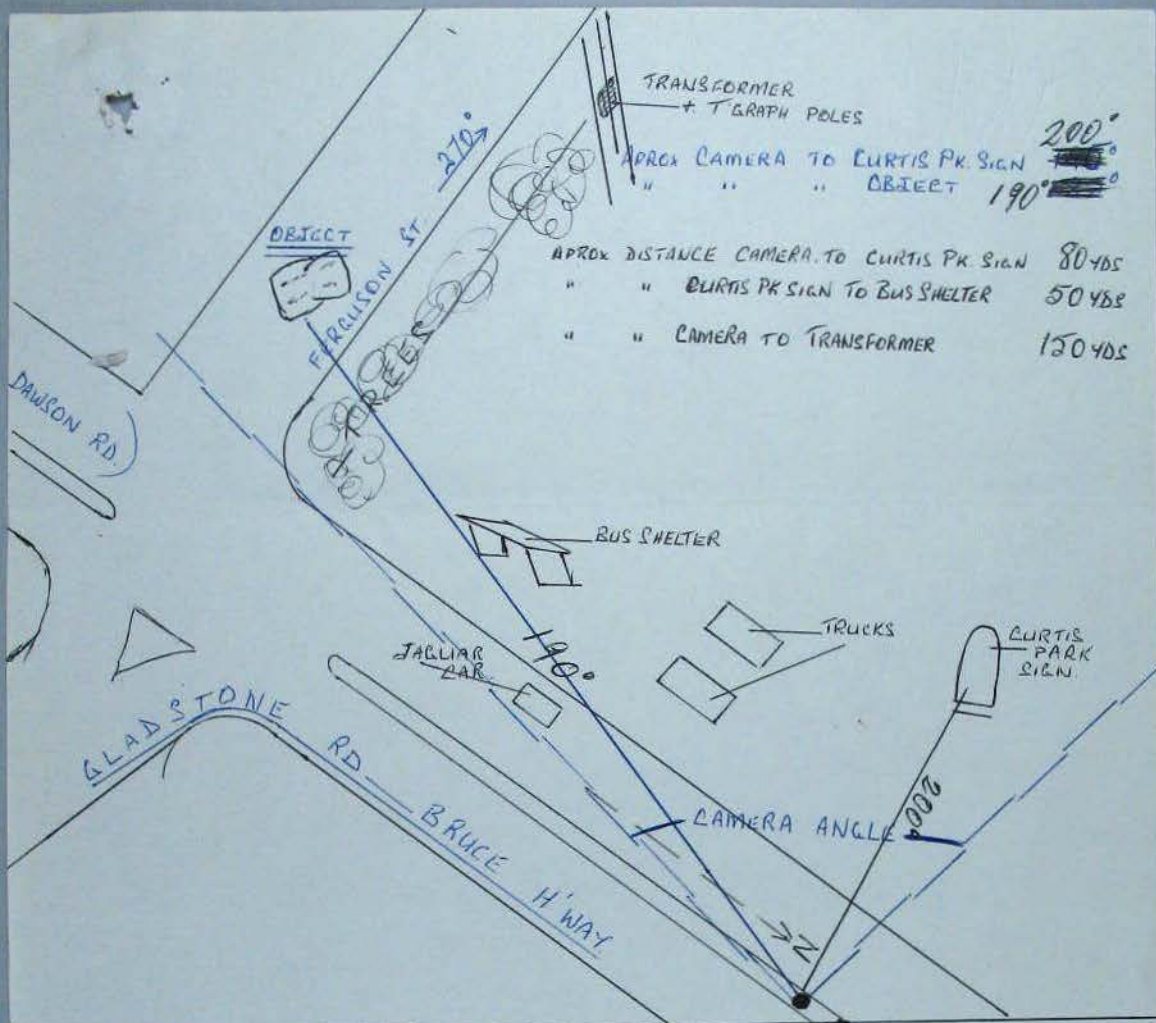 TRANSFORMER
+ T'GRAPH POLES
200°
APROX CAMERA TO CURTIS PK. SIGN
" " " OBJECT 190°
APROX DISTANCE CAMERA. TO CURTIS PK. SIGN 80 YDS
" " CURTIS PK SIGN TO BUS SHELTER 50 YDS
" " CAMERA TO TRANSFORMER 150 YDS
270°
OBJECT
FERGUSON ST.
TREES
DAWSON RD.
BUS SHELTER
TRUCKS
CURTIS
PARK
SIGN.
JAGUAR
CAR
190°
200°
GLADSTONE RD — BRUCE H'WAY
CAMERA ANGLE
N